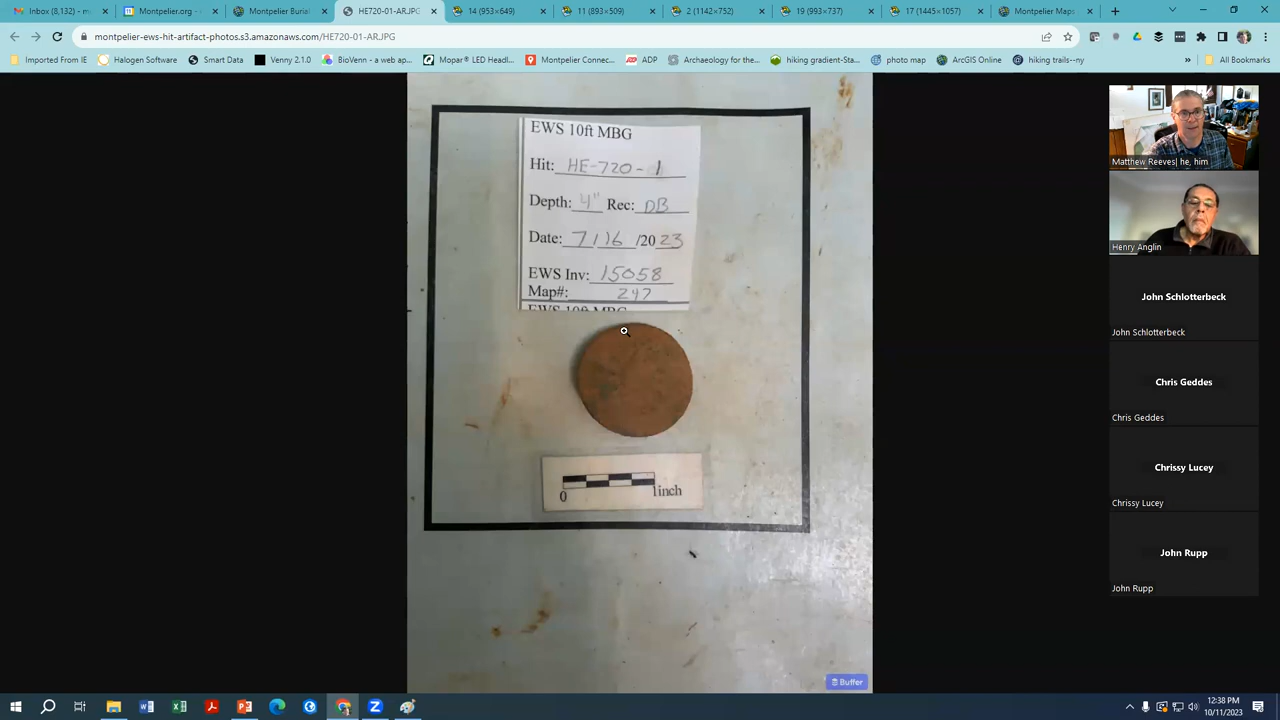 Inbox (8,132) - m
Montpelier.org -
Montpelier Burial
HE720-01-AR.JPG
14 (953×649)
11 (893×509)
2 (1142×752)
19 (993×737)
17 (1445×1057)
Montpelier Map
montpelier-ews-hit-artifact-photos.s3.amazonaws.com/HE720-01-AR.JPG
Imported From IE
Halogen Software
Smart Data
Venny 2.1.0
BioVenn - a web ap...
Mopar® LED Headl...
Montpelier Connec...
ADP
Archaeology for the...
hiking gradient-Sta...
photo map
ArcGIS Online
hiking trails--ny
»
All Bookmarks
EWS 10ft MBG
Hit: HE-720-1
Depth: 4" Rec: DB
Date: 7/16/2023
EWS Inv: 15058
Map#: 247
EWS 10ft MBG
0 1inch
Buffer
Matthew Reeves| he, him
Henry Anglin
John Schlotterbeck
John Schlotterbeck
Chris Geddes
Chris Geddes
Chrissy Lucey
Chrissy Lucey
John Rupp
John Rupp
12:38 PM
10/11/2023